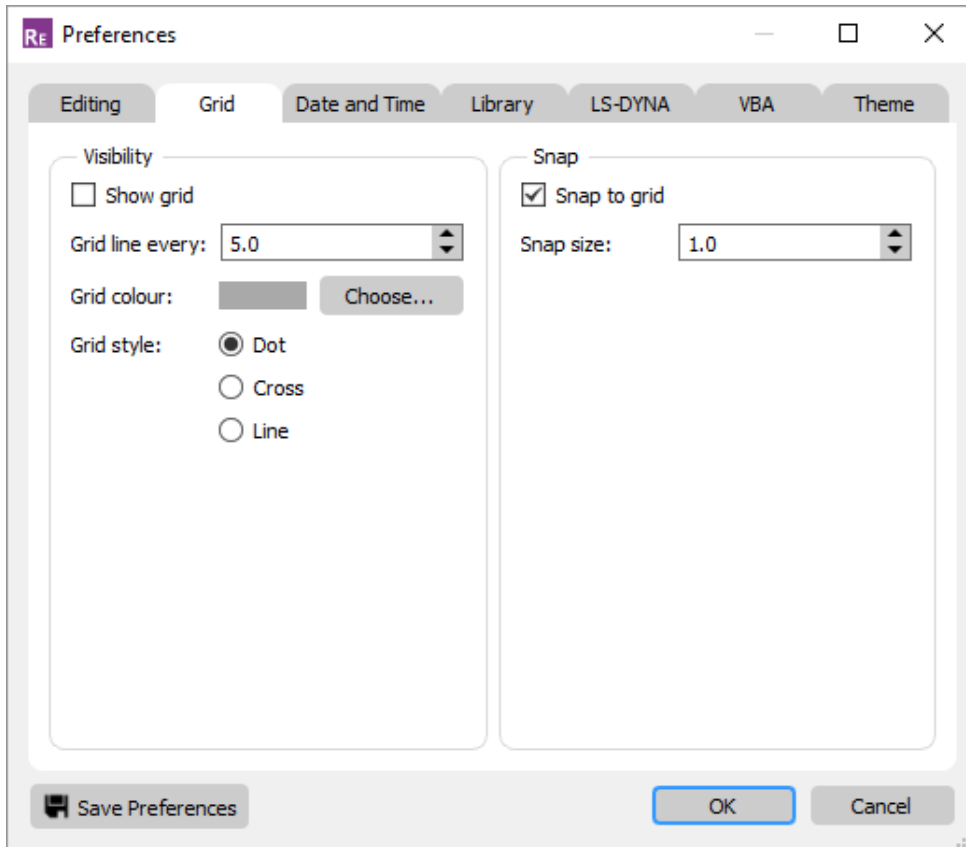 RE Preferences
Editing Grid Date and Time Library LS-DYNA VBA Theme
Visibility
Show grid
Grid line every: 5.0
Grid colour: Choose...
Grid style: Dot
Cross
Line
Snap
Snap to grid
Snap size: 1.0
Save Preferences OK Cancel